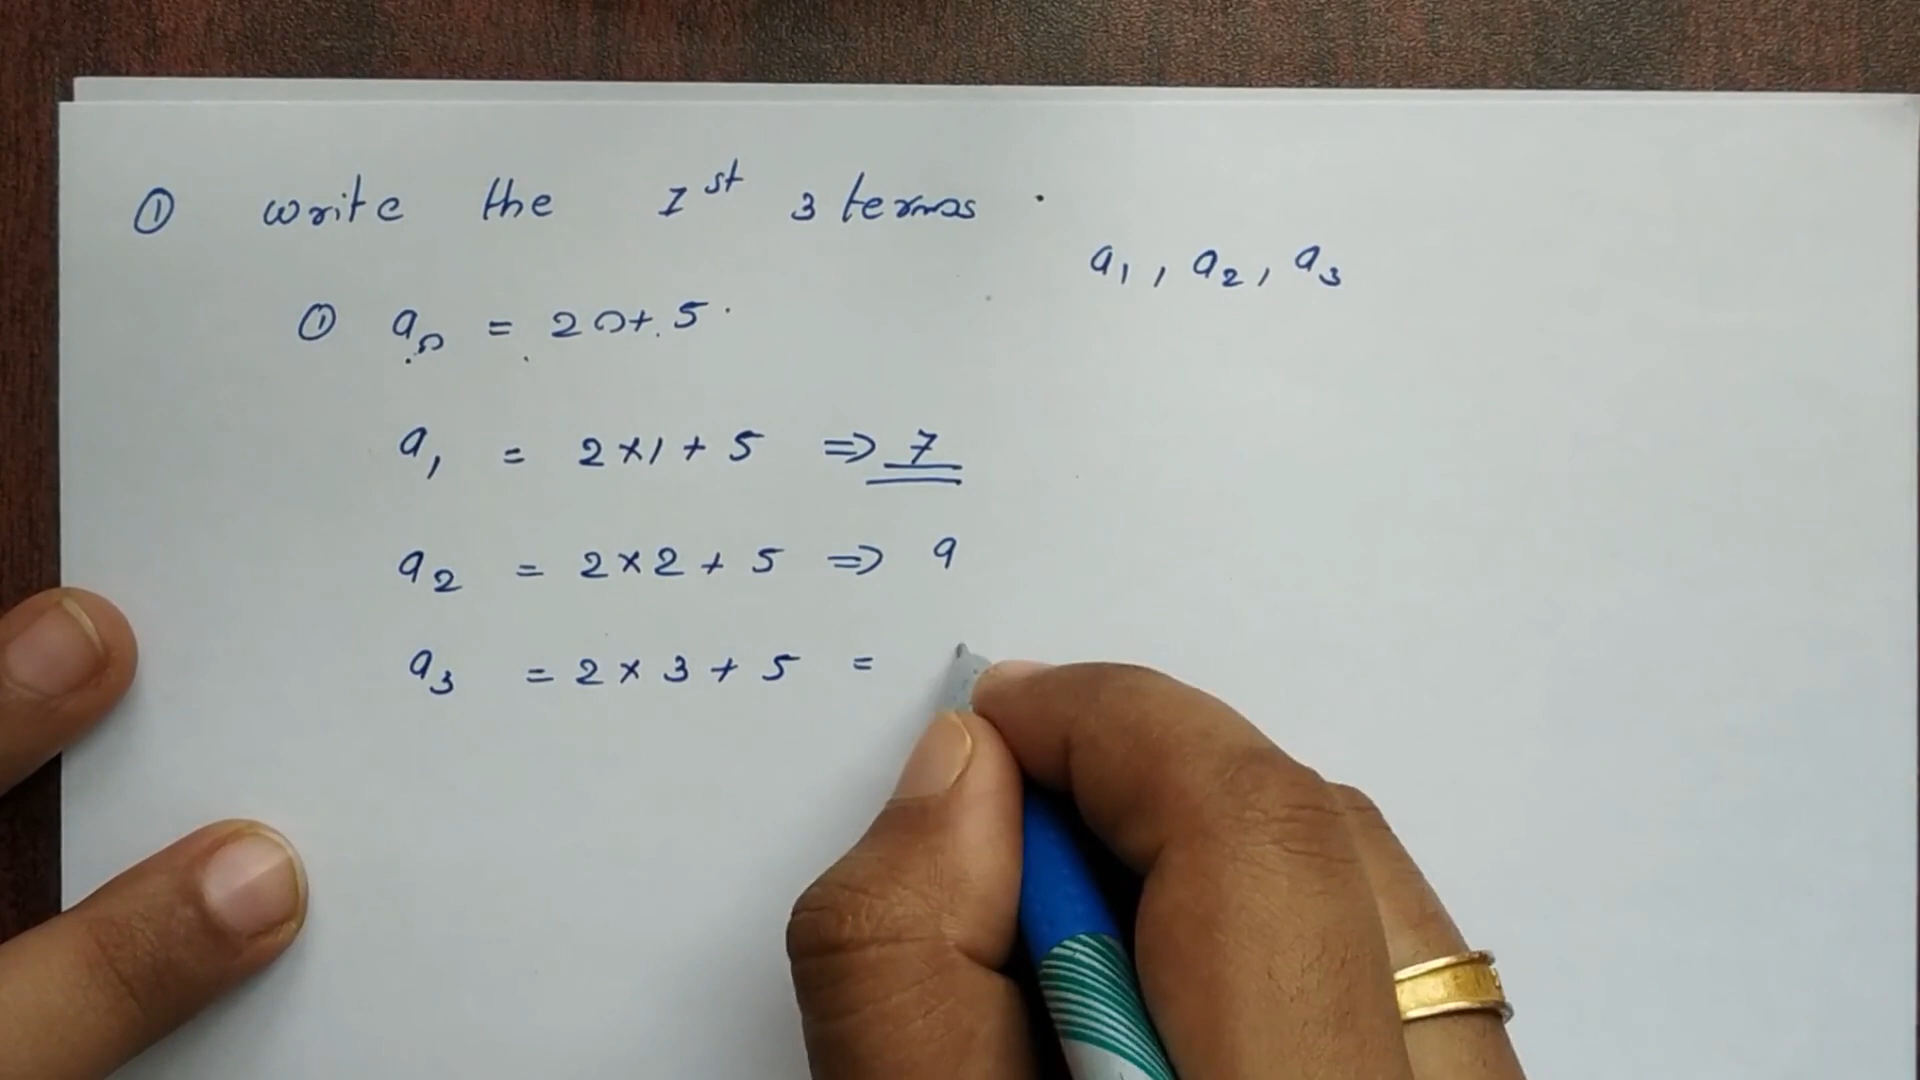 ① write the Ist 3 terms .
a1 , a2 , a3
① an = 2n + 5 .
a1 = 2 × 1 + 5 ⇒ 7
a2 = 2 × 2 + 5 ⇒ 9
a3 = 2 × 3 + 5 =